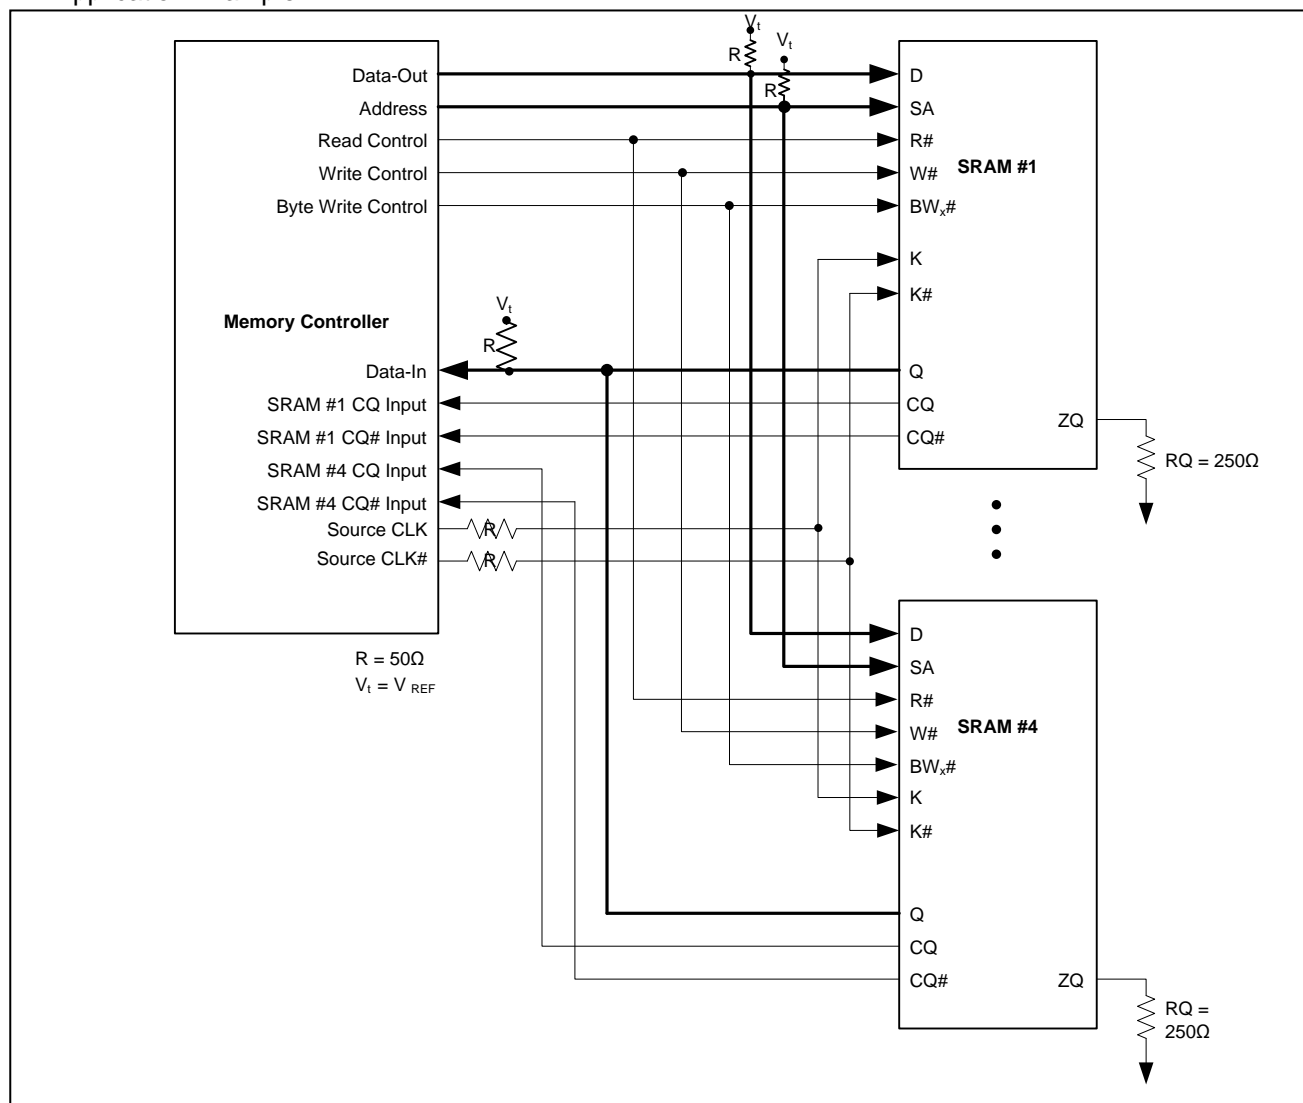 Vt
Vt
R
R
Data-Out
Address
Read Control
Write Control
Byte Write Control
Memory Controller
Vt
R
Data-In
SRAM #1 CQ Input
SRAM #1 CQ# Input
SRAM #4 CQ Input
SRAM #4 CQ# Input
Source CLK
R
Source CLK#
R
R = 50Ω
Vt = V REF
D
SA
R#
W#
SRAM #1
BWx#
K
K#
Q
CQ
CQ#
ZQ
RQ = 250Ω
D
SA
R#
W#
SRAM #4
BWx#
K
K#
Q
CQ
CQ#
ZQ
RQ =
250Ω